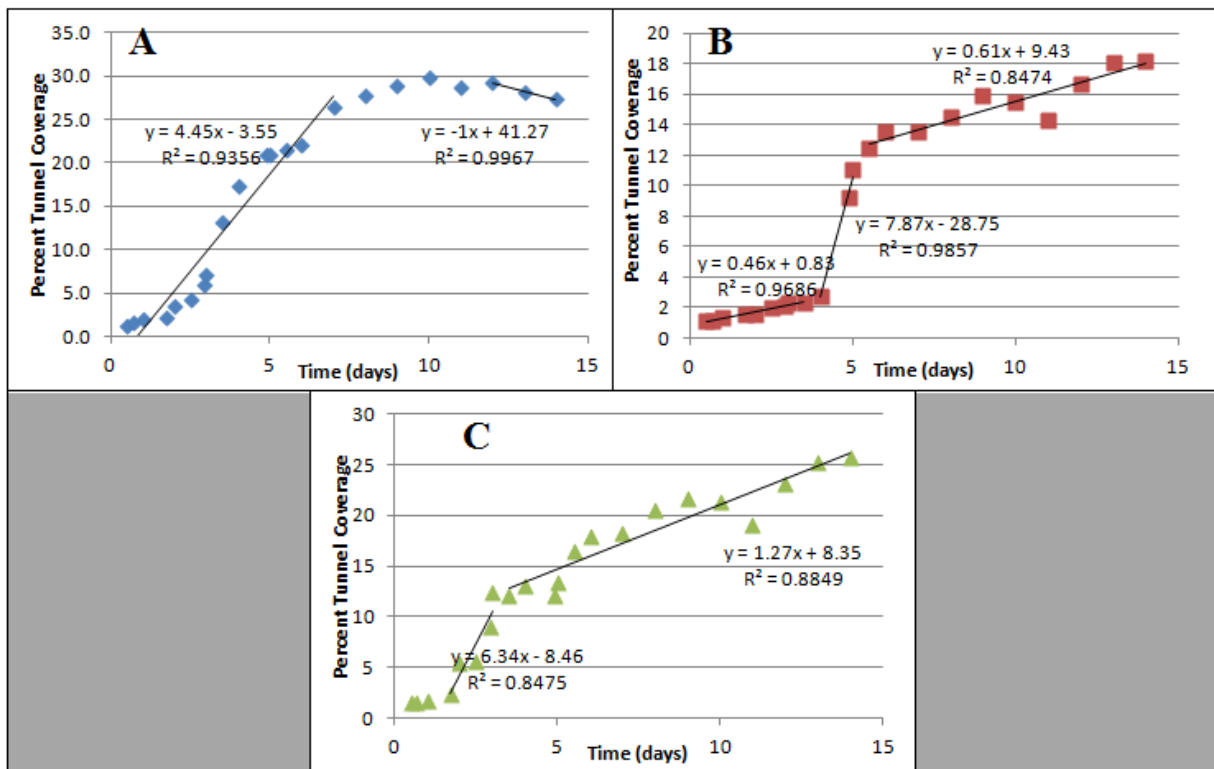 A
Percent Tunnel Coverage
35.0
30.0
25.0
20.0
15.0
10.0
5.0
0.0
y = 4.45x - 3.55
R² = 0.9356
y = -1x + 41.27
R² = 0.9967
0 5 10 15
Time (days)
B
Percent Tunnel Coverage
20
18
16
14
12
10
8
6
4
2
0
y = 0.61x + 9.43
R² = 0.8474
y = 7.87x - 28.75
R² = 0.9857
y = 0.46x + 0.83
R² = 0.9686
0 5 10 15
Time (days)
C
Percent Tunnel Coverage
30
25
20
15
10
5
0
y = 1.27x + 8.35
R² = 0.8849
y = 6.34x - 8.46
R² = 0.8475
0 5 10 15
Time (days)